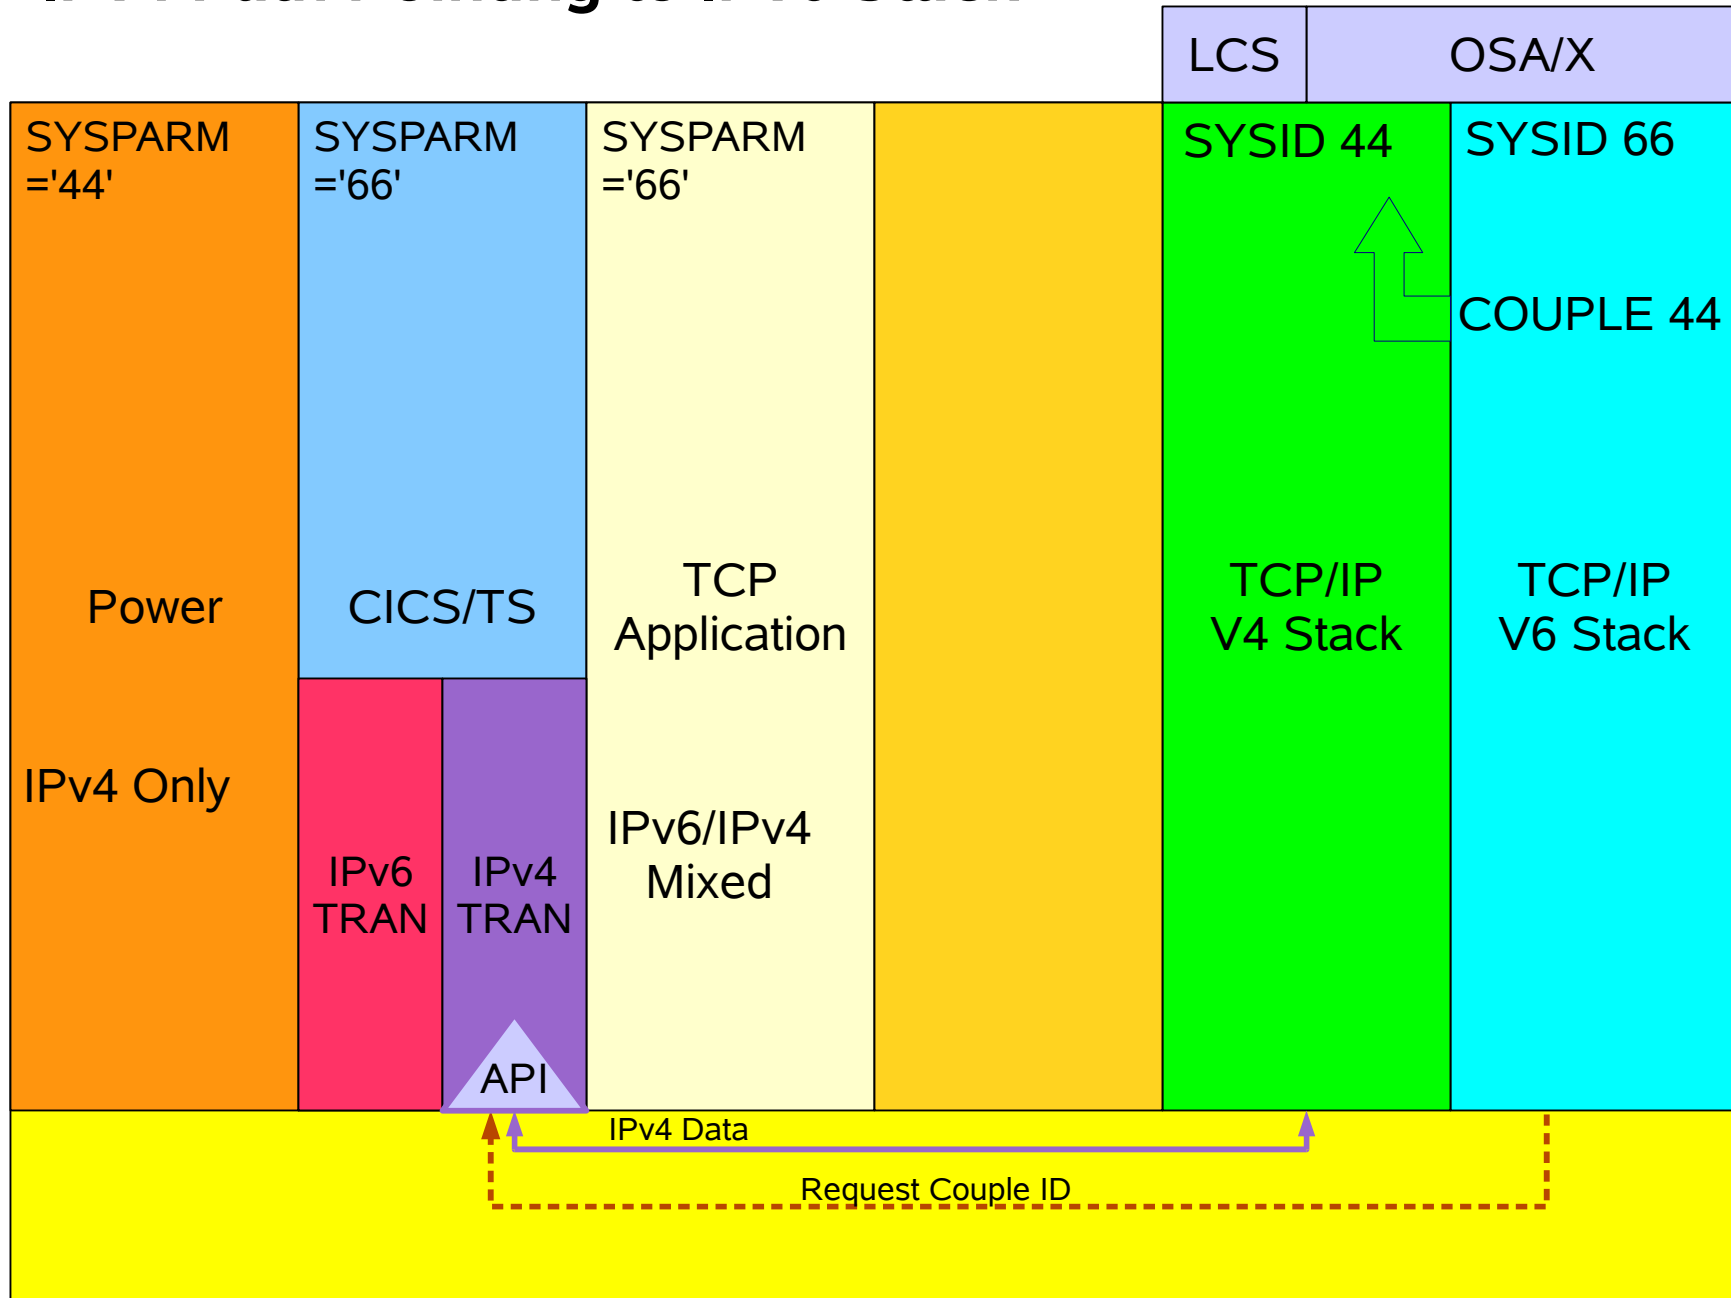 LCS
OSA/X
SYSPARM
='44'
SYSPARM
='66'
SYSPARM
='66'
SYSID 44
SYSID 66
COUPLE 44
Power
CICS/TS
TCP
Application
TCP/IP
V4 Stack
TCP/IP
V6 Stack
IPv4 Only
IPv6/IPv4
Mixed
IPv6
TRAN
IPv4
TRAN
API
IPv4 Data
Request Couple ID